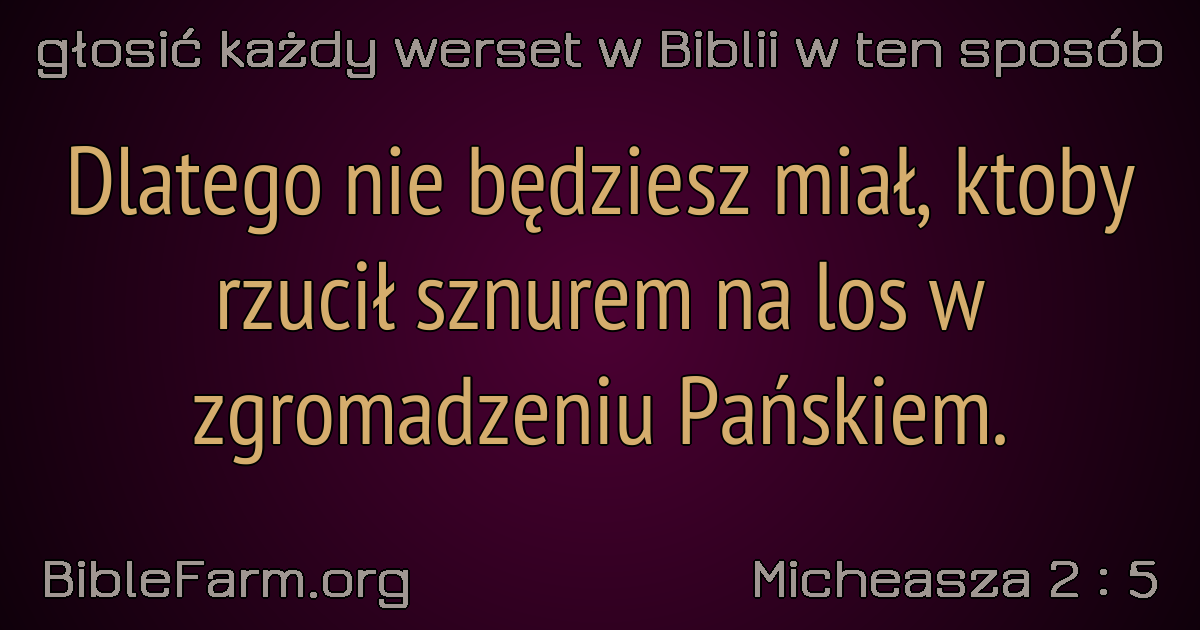 głosić każdy werset w Biblii w ten sposób
Dlatego nie będziesz miał, ktoby
rzucił sznurem na los w
zgromadzeniu Pańskiem.
BibleFarm.org
Micheasza 2 : 5